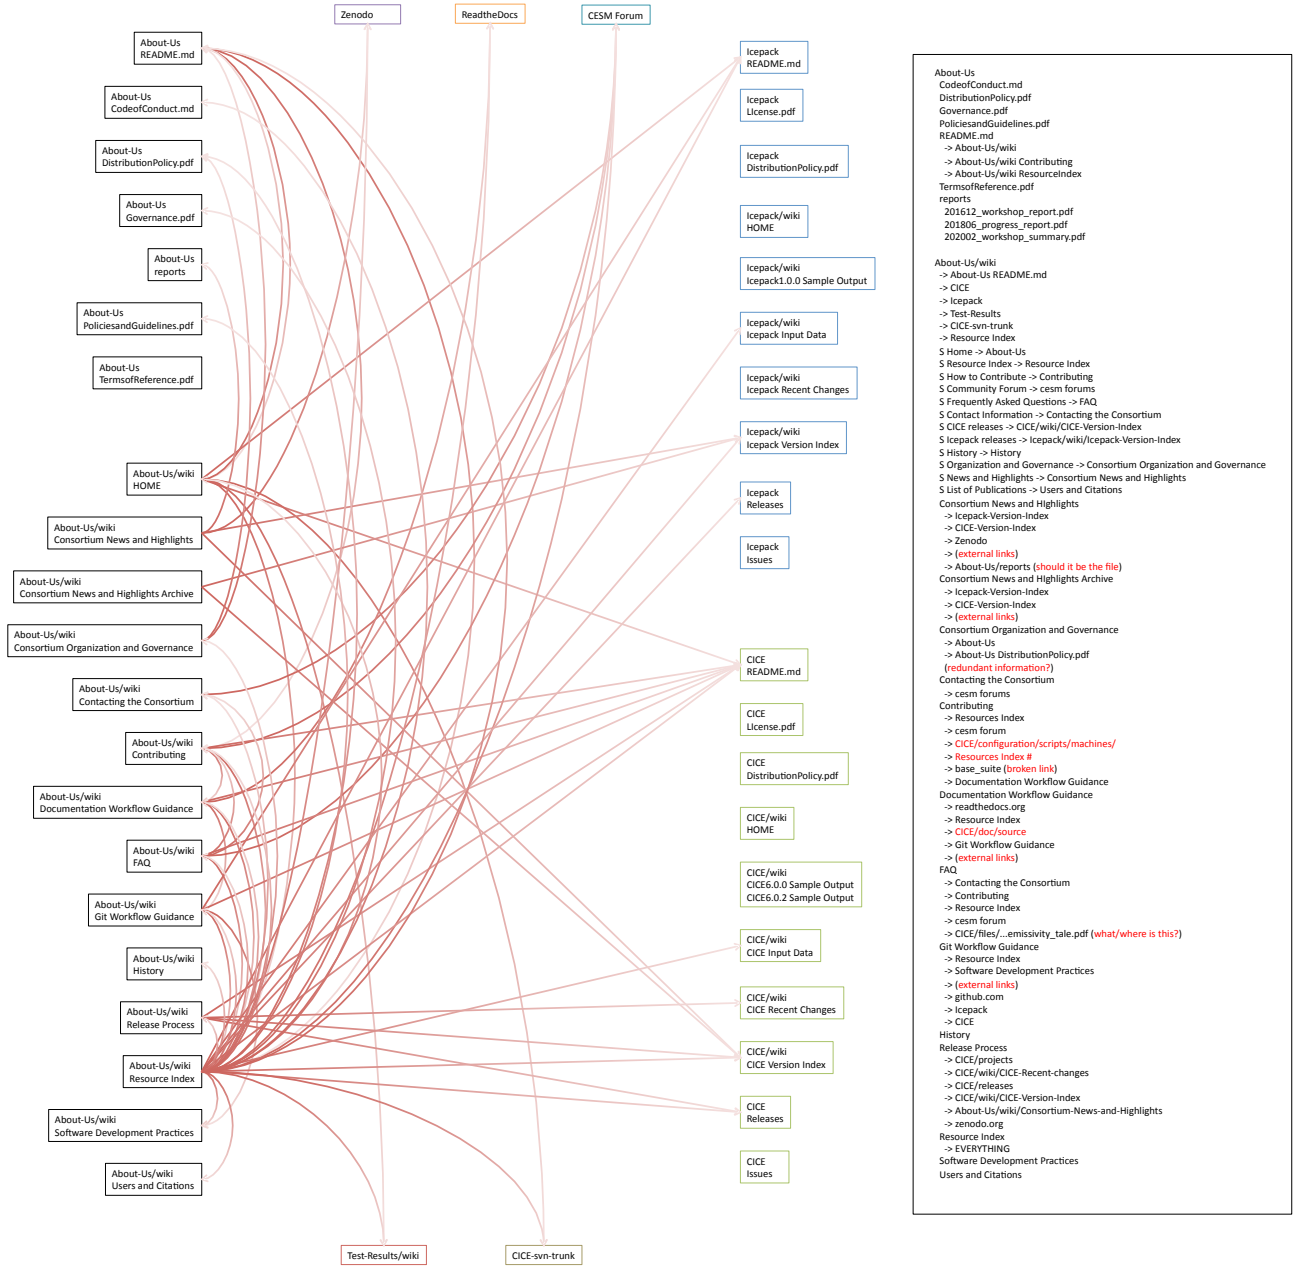 Zenodo
ReadtheDocs
CESM Forum
About-Us
README.md
About-Us
CodeofConduct.md
About-Us
DistributionPolicy.pdf
About-Us
Governance.pdf
About-Us
reports
About-Us
PoliciesandGuidelines.pdf
About-Us
TermsofReference.pdf
About-Us/wiki
HOME
About-Us/wiki
Consortium News and Highlights
About-Us/wiki
Consortium News and Highlights Archive
About-Us/wiki
Consortium Organization and Governance
About-Us/wiki
Contacting the Consortium
About-Us/wiki
Contributing
About-Us/wiki
Documentation Workflow Guidance
About-Us/wiki
FAQ
About-Us/wiki
Git Workflow Guidance
About-Us/wiki
History
About-Us/wiki
Release Process
About-Us/wiki
Resource Index
About-Us/wiki
Software Development Practices
About-Us/wiki
Users and Citations
Test-Results/wiki
CICE-svn-trunk
Icepack
README.md
Icepack
LIcense.pdf
Icepack
DistributionPolicy.pdf
Icepack/wiki
HOME
Icepack/wiki
Icepack1.0.0 Sample Output
Icepack/wiki
Icepack Input Data
Icepack/wiki
Icepack Recent Changes
Icepack/wiki
Icepack Version Index
Icepack
Releases
Icepack
Issues
CICE
README.md
CICE
LIcense.pdf
CICE
DistributionPolicy.pdf
CICE/wiki
HOME
CICE/wiki
CICE6.0.0 Sample Output
CICE6.0.2 Sample Output
CICE/wiki
CICE Input Data
CICE/wiki
CICE Recent Changes
CICE/wiki
CICE Version Index
CICE
Releases
CICE
Issues
About-Us
CodeofConduct.md
DistributionPolicy.pdf
Governance.pdf
PoliciesandGuidelines.pdf
README.md
-> About-Us/wiki
-> About-Us/wiki Contributing
-> About-Us/wiki ResourceIndex
TermsofReference.pdf
reports
201612_workshop_report.pdf
201806_progress_report.pdf
202002_workshop_summary.pdf
About-Us/wiki
-> About-Us README.md
-> CICE
-> Icepack
-> Test-Results
-> CICE-svn-trunk
-> Resource Index
S Home -> About-Us
S Resource Index -> Resource Index
S How to Contribute -> Contributing
S Community Forum -> cesm forums
S Frequently Asked Questions -> FAQ
S Contact Information -> Contacting the Consortium
S CICE releases -> CICE/wiki/CICE-Version-Index
S Icepack releases -> Icepack/wiki/Icepack-Version-Index
S History -> History
S Organization and Governance -> Consortium Organization and Governance
S News and Highlights -> Consortium News and Highlights
S List of Publications -> Users and Citations
Consortium News and HIghlights
-> Icepack-Version-Index
-> CICE-Version-Index
-> Zenodo
-> (external links)
-> About-Us/reports (should it be the file)
Consortium News and HIghlights Archive
-> Icepack-Version-Index
-> CICE-Version-Index
-> (external links)
Consortium Organization and Governance
-> About-Us
-> About-Us DistributionPolicy.pdf
(redundant information?)
Contacting the Consortium
-> cesm forums
Contributing
-> Resources Index
-> cesm forum
-> CICE/configuration/scripts/machines/
-> Resources Index #
-> base_suite (broken link)
-> Documentation Workflow Guidance
Documentation Workflow Guidance
-> readthedocs.org
-> Resource Index
-> CICE/doc/source
-> Git Workflow Guidance
-> (external links)
FAQ
-> Contacting the Consortium
-> Contributing
-> Resource Index
-> cesm forum
-> CICE/files/...emissivity_tale.pdf (what/where is this?)
Git Workflow Guidance
-> Resource Index
-> Software Development Practices
-> (external links)
-> github.com
-> Icepack
-> CICE
History
Release Process
-> CICE/projects
-> CICE/wiki/CICE-Recent-changes
-> CICE/releases
-> CICE/wiki/CICE-Version-Index
-> About-Us/wiki/Consortium-News-and-Highlights
-> zenodo.org
Resource Index
-> EVERYTHING
Software Development Practices
Users and Citations